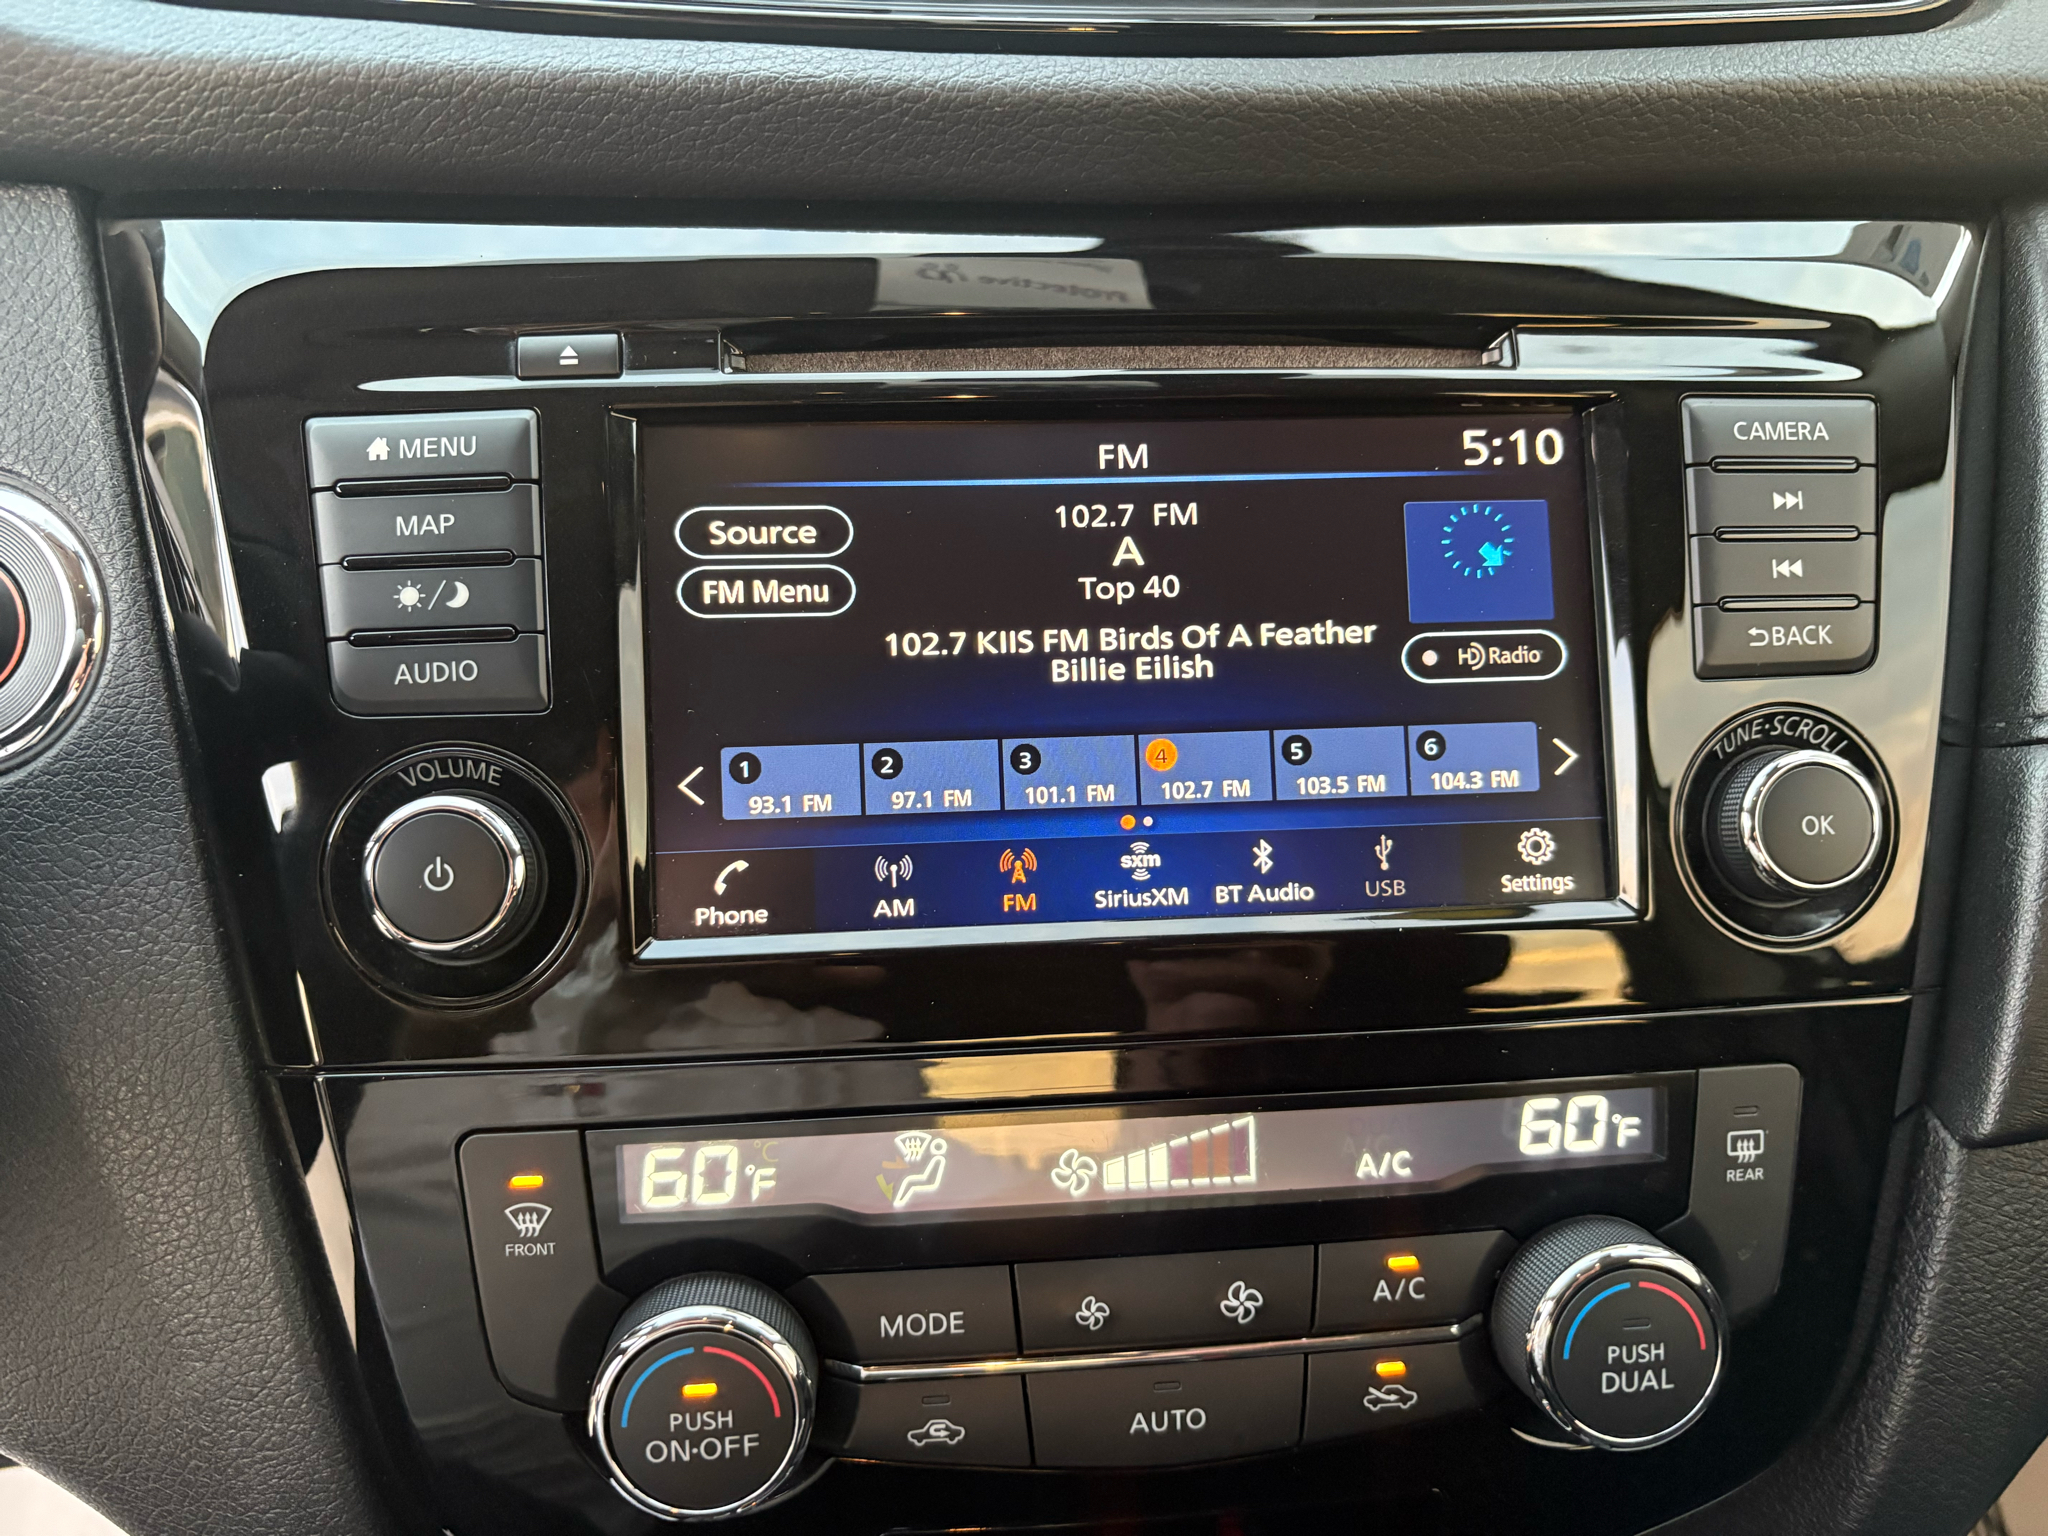 MENU
MAP
AUDIO
VOLUME
FM
5:10
Source
FM Menu
102.7 FM
A
Top 40
102.7 KIIS FM Birds Of A Feather
Billie Eilish
HD Radio
1
93.1 FM
2
97.1 FM
3
101.1 FM
4
102.7 FM
5
103.5 FM
6
104.3 FM
Phone
AM
FM
sxm
SiriusXM
BT Audio
USB
Settings
CAMERA
BACK
TUNE·SCROLL
OK
60°F
A/C
60°F
FRONT
REAR
MODE
A/C
PUSH
ON·OFF
AUTO
PUSH
DUAL